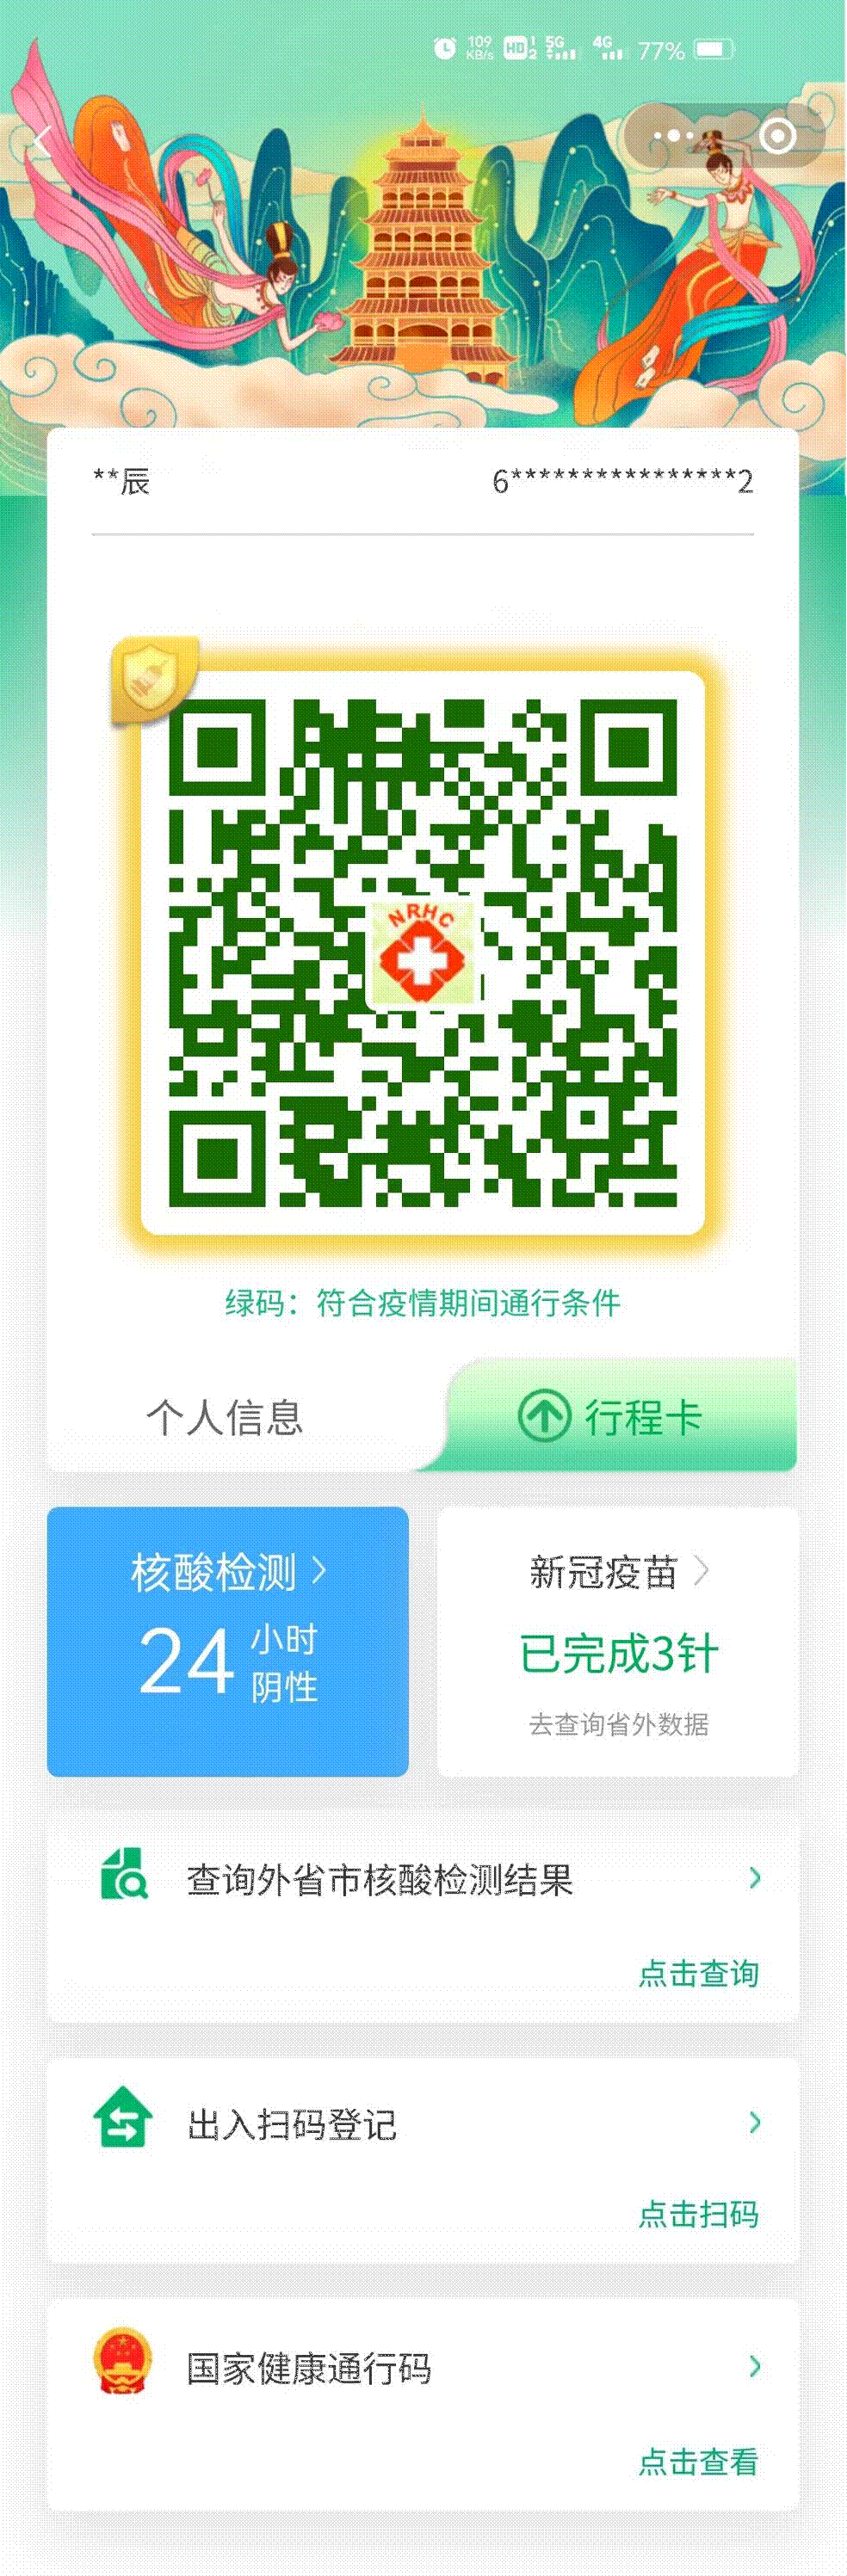 109
KB/s
HD 1 2
5G
4G
77%
**辰 6****************2
NRHC
绿码：符合疫情期间通行条件
个人信息
行程卡
核酸检测
24 小时
阴性
新冠疫苗
已完成3针
去查询省外数据
查询外省市核酸检测结果
点击查询
出入扫码登记
点击扫码
国家健康通行码
点击查看